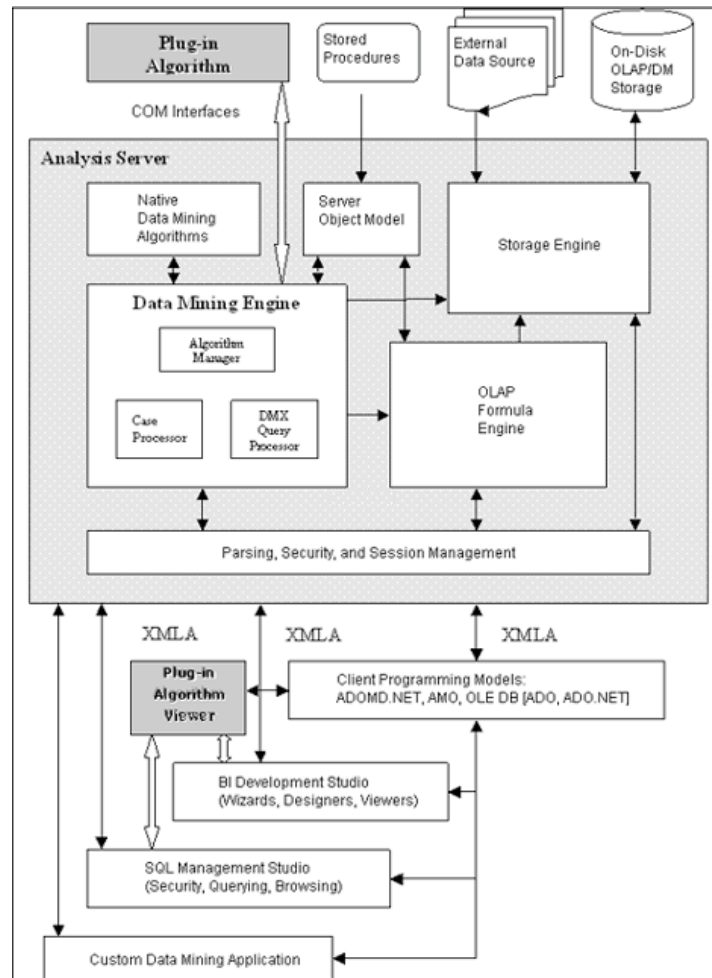 Plug-in
Algorithm
Stored
Procedures
External
Data Source
On-Disk
OLAP/DM
Storage
COM Interfaces
Analysis Server
Native
Data Mining
Algorithms
Server
Object Model
Storage Engine
Data Mining Engine
Algorithm
Manager
Case
Processor
DMX
Query
Processor
OLAP
Formula
Engine
Parsing, Security, and Session Management
XMLA
XMLA
XMLA
Plug-in
Algorithm
Viewer
Client Programming Models:
ADOMD.NET, AMO, OLE DB [ADO, ADO.NET]
BI Development Studio
(Wizards, Designers, Viewers)
SQL Management Studio
(Security, Querying, Browsing)
Custom Data Mining Application